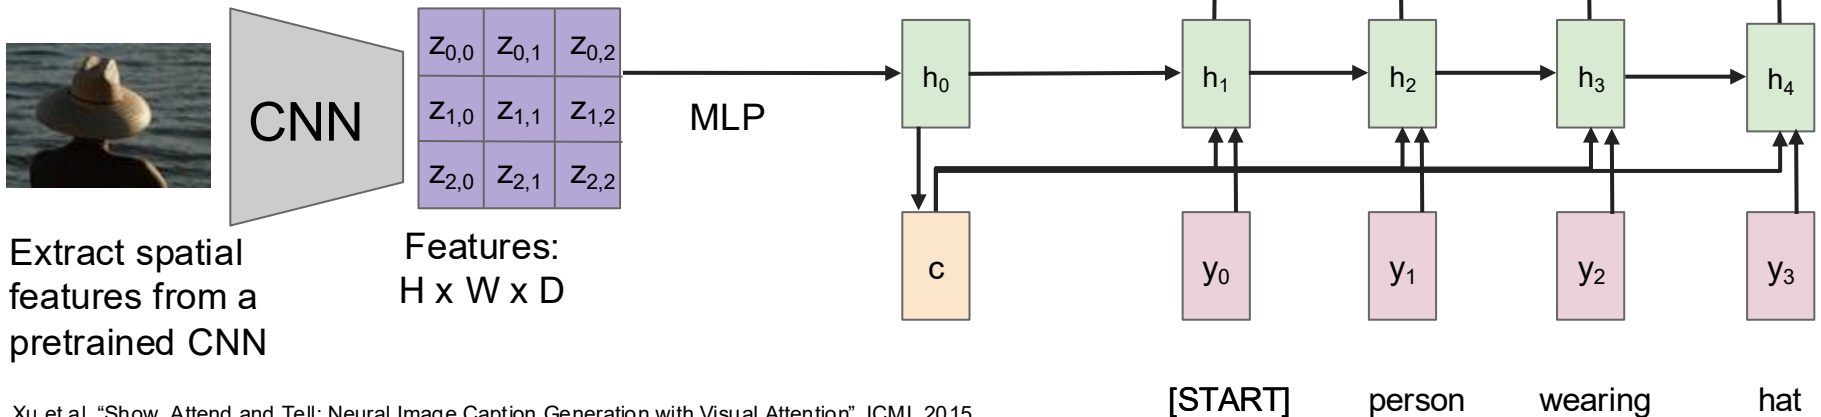 CNN
z0,0 z0,1 z0,2
z1,0 z1,1 z1,2
z2,0 z2,1 z2,2
MLP
h0 h1 h2 h3 h4
Extract spatial
features from a
pretrained CNN
Features:
H x W x D
c y0 y1 y2 y3
[START] person wearing hat
Xu et al, “Show, Attend and Tell: Neural Image Caption Generation with Visual Attention”, ICML 2015